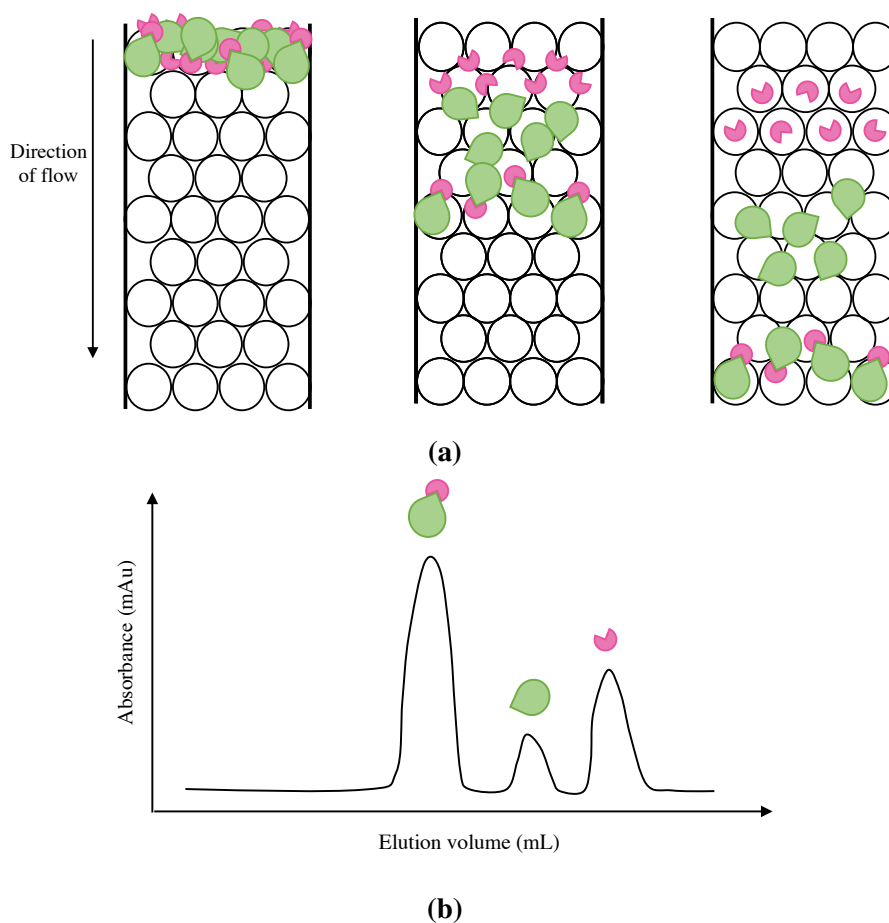 Direction
of flow
(a)
Absorbance (mAu)
Elution volume (mL)
(b)